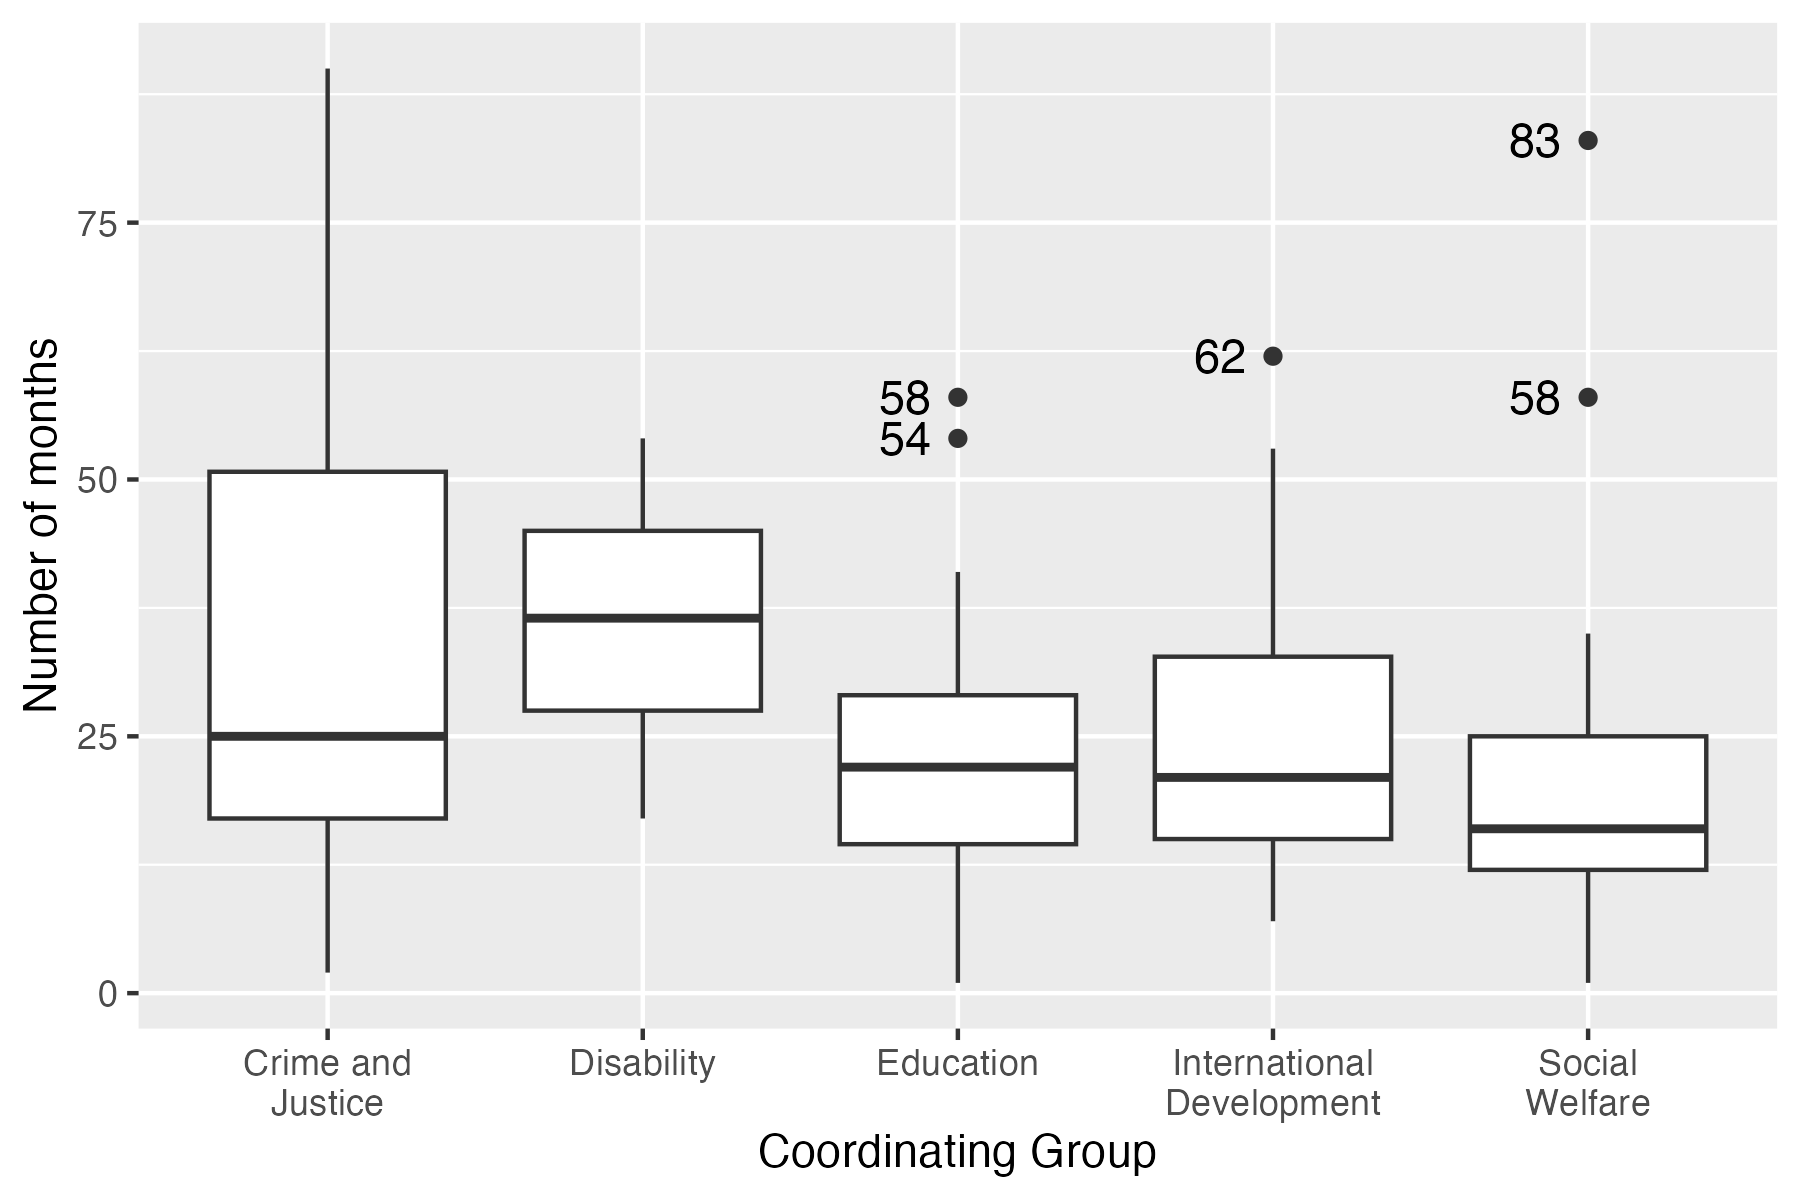 Number of months
75
50
25
0
83
62
58
54
58
Crime and
Justice
Disability
Education
International
Development
Social
Welfare
Coordinating Group